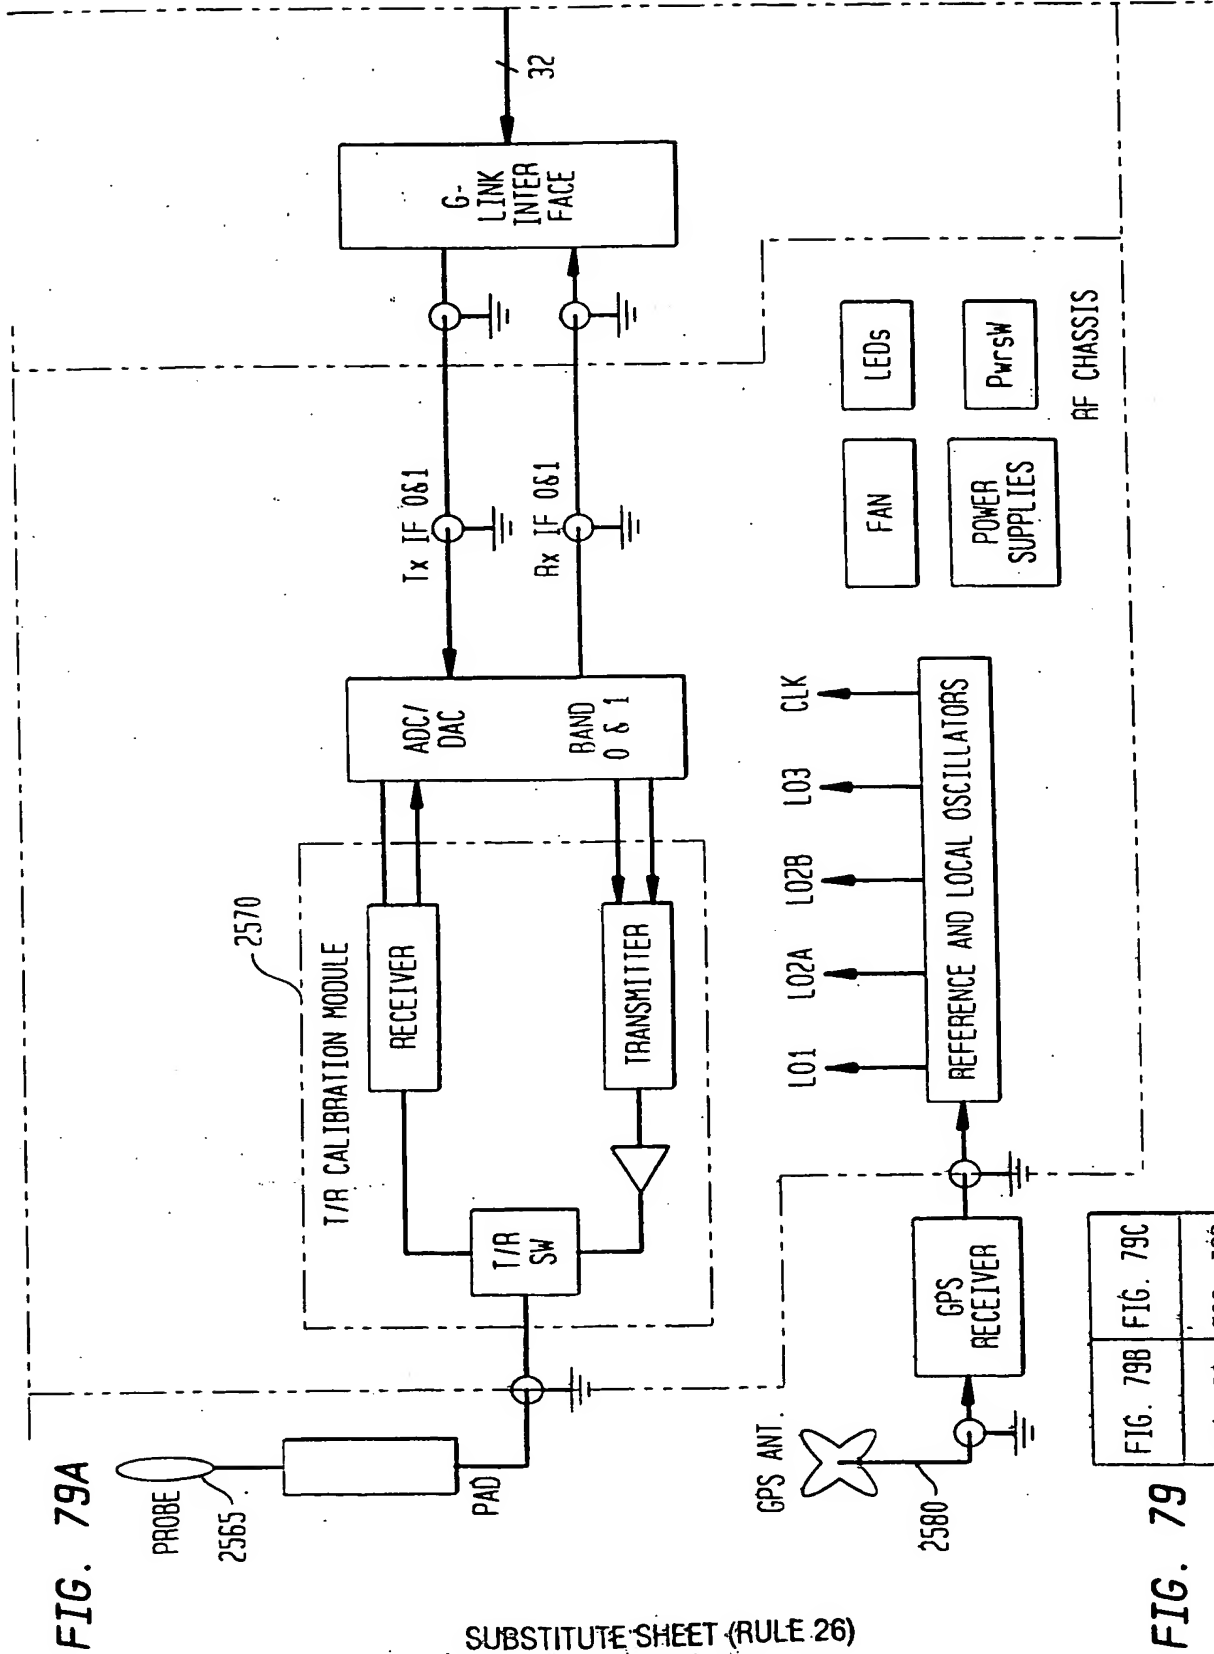 FIG. 79A
PROBE
2565
PAD
2570
T/R CALIBRATION MODULE
RECEIVER
T/R
SW
TRANSMITTER
ADC/
DAC
BAND
0 & 1
Tx IF 0&1
Rx IF 0&1
G-
LINK
INTER
FACE
32
GPS ANT.
2580
GPS
RECEIVER
LO1
LO2A
LO2B
LO3
CLK
REFERENCE AND LOCAL OSCILLATORS
FAN
LEDs
POWER
SUPPLIES
PwrsW
RF CHASSIS
FIG. 79
FIG. 79B
FIG. 79C
SUBSTITUTE SHEET (RULE 26)